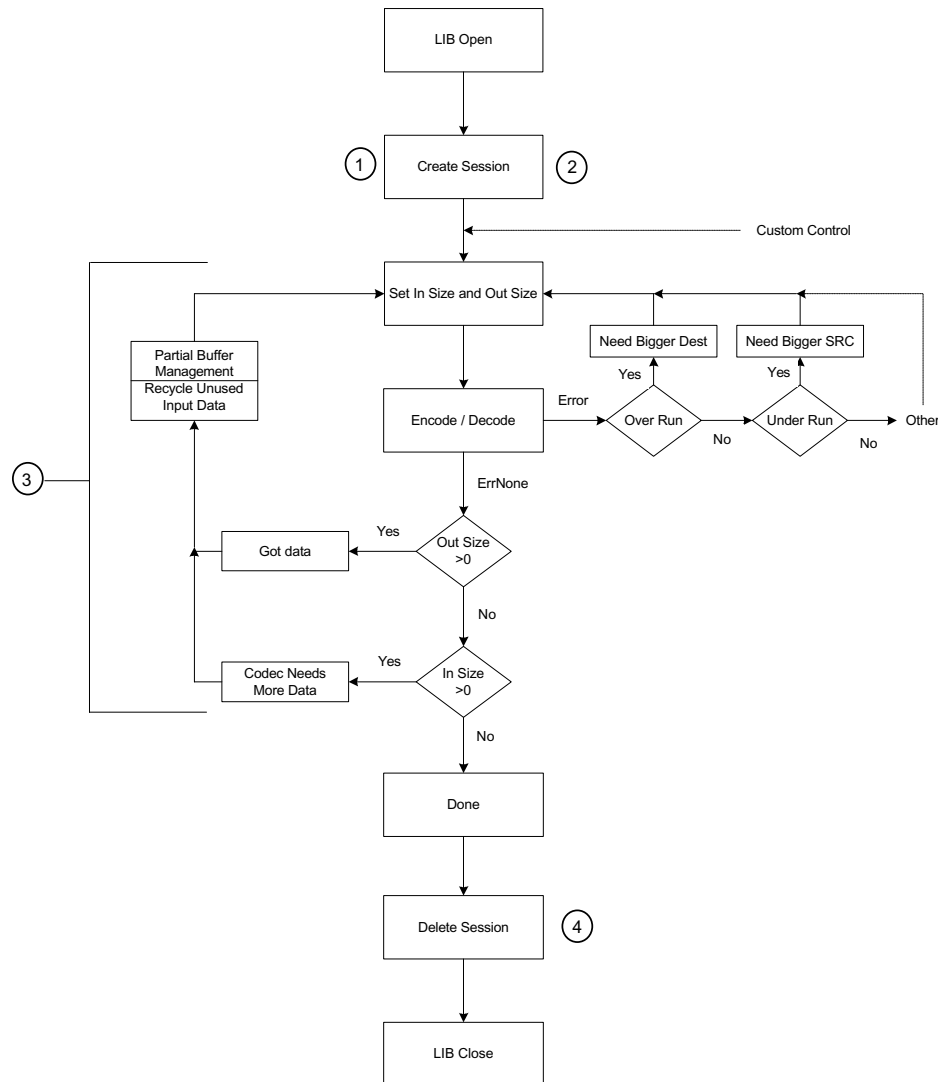 LIB Open
1
Create Session
2
Custom Control
Set In Size and Out Size
Partial Buffer
Management
Recycle Unused
Input Data
Need Bigger Dest
Need Bigger SRC
Yes
Yes
Encode / Decode
Error
Over Run
No
Under Run
No
Other
3
ErrNone
Got data
Yes
Out Size
>0
No
Codec Needs
More Data
Yes
In Size
>0
No
Done
Delete Session
4
LIB Close